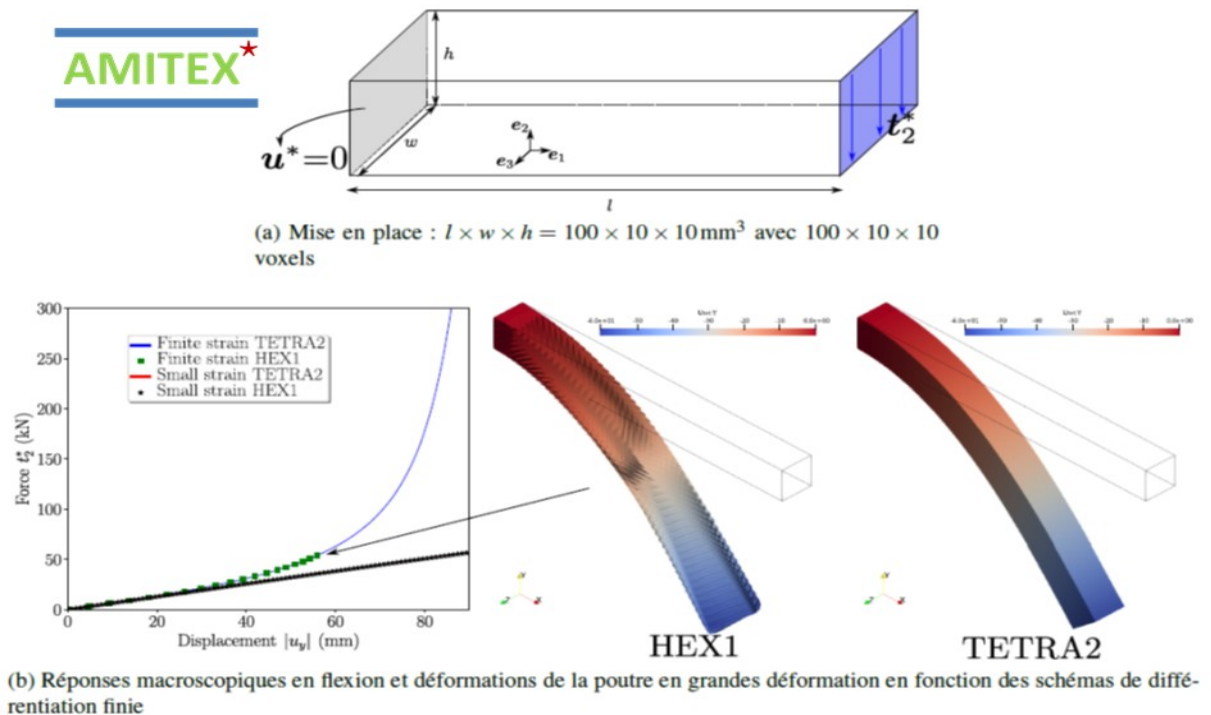 AMITEX*
h
w
e₂
e₃
e₁
u*=0
t₂*
l
(a) Mise en place : l × w × h = 100 × 10 × 10 mm³ avec 100 × 10 × 10
voxels
300
250
200
150
100
50
0
Force t₂* (kN)
Finite strain TETRA2
Finite strain HEX1
Small strain TETRA2
Small strain HEX1
0 20 40 60 80
Displacement |uᵧ| (mm)
HEX1
TETRA2
(b) Réponses macroscopiques en flexion et déformations de la poutre en grandes déformation en fonction des schémas de diffé-
rentiation finie